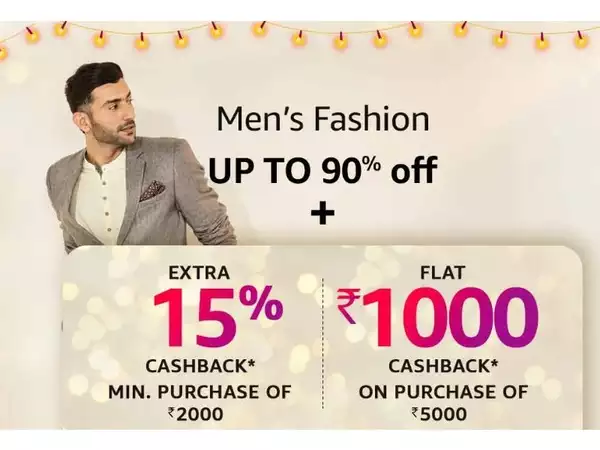 Men's Fashion
UP TO 90% off
+
EXTRA
15%
CASHBACK*
MIN. PURCHASE OF
₹2000
FLAT
₹1000
CASHBACK*
ON PURCHASE OF
₹5000